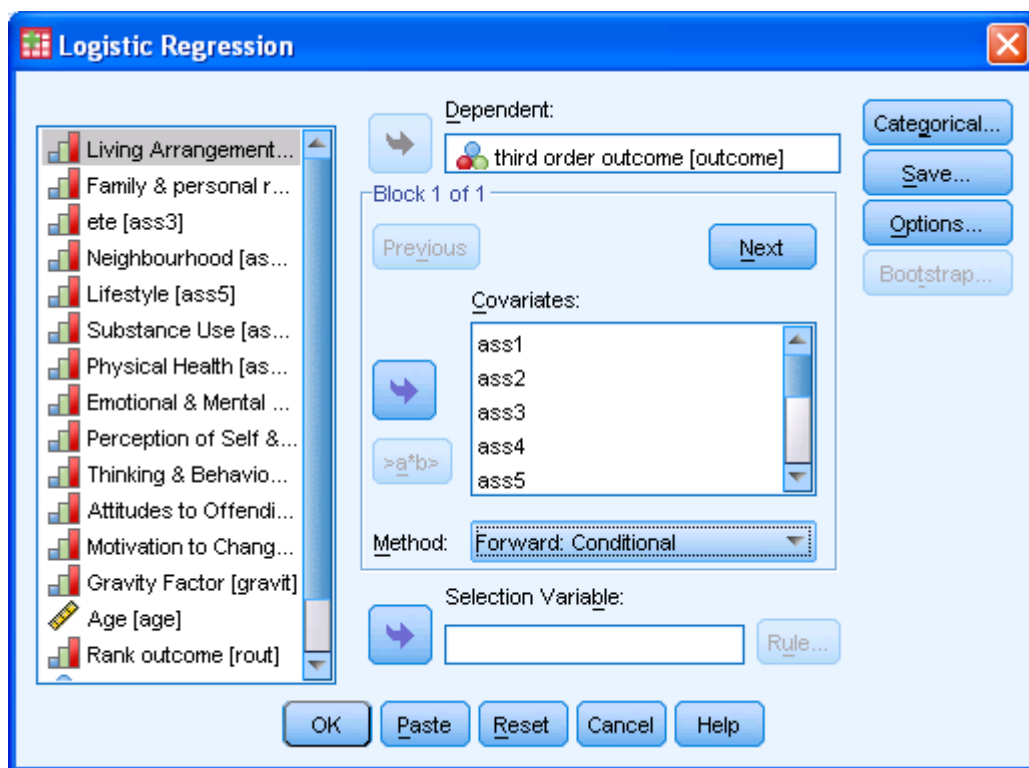 Logistic Regression
Living Arrangement...
Family & personal r...
ete [ass3]
Neighbourhood [as...
Lifestyle [ass5]
Substance Use [as...
Physical Health [as...
Emotional & Mental ...
Perception of Self &...
Thinking & Behavio...
Attitudes to Offendi...
Motivation to Chang...
Gravity Factor [gravit]
Age [age]
Rank outcome [rout]
Dependent:
third order outcome [outcome]
Block 1 of 1
Previous
Next
Covariates:
ass1
ass2
ass3
ass4
ass5
>a*b>
Method:
Forward: Conditional
Selection Variable:
Rule...
Categorical...
Save...
Options...
Bootstrap...
OK
Paste
Reset
Cancel
Help